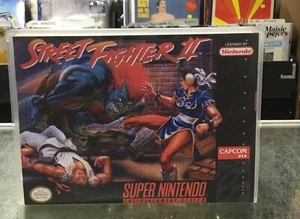 STREET FIGHTER II
LICENSED BY
Nintendo
CAPCOM
USA
SUPER NINTENDO
ENTERTAINMENT SYSTEM